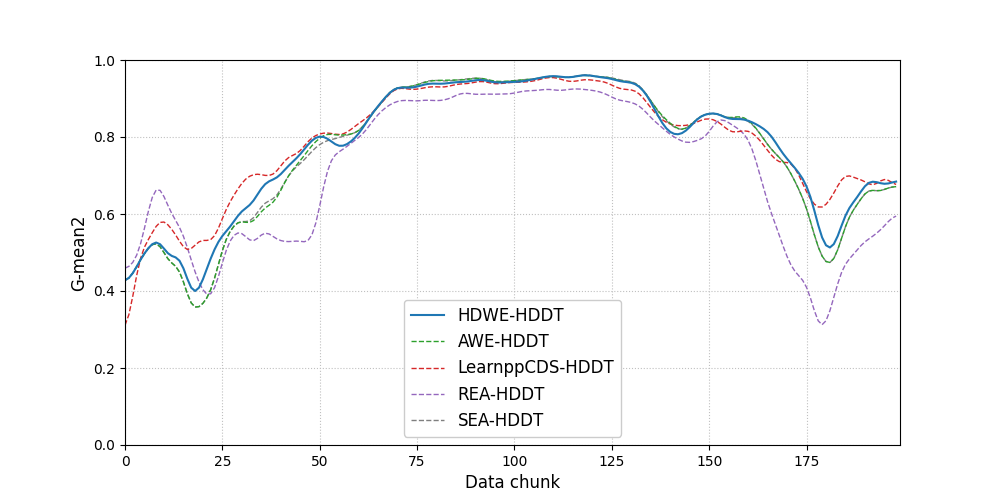 1.0
0.8
0.6
0.4
0.2
0.0
G-mean2
HDWE-HDDT
AWE-HDDT
LearnppCDS-HDDT
REA-HDDT
SEA-HDDT
0 25 50 75 100 125 150 175
Data chunk